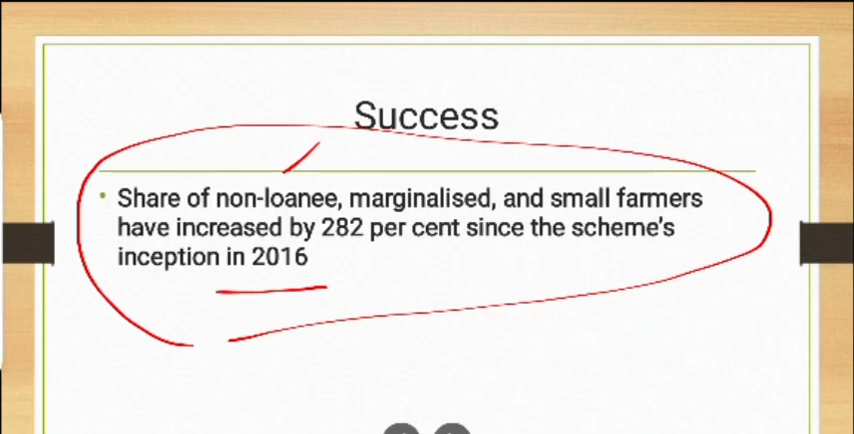 Success
• Share of non-loanee, marginalised, and small farmers
have increased by 282 per cent since the scheme's
inception in 2016